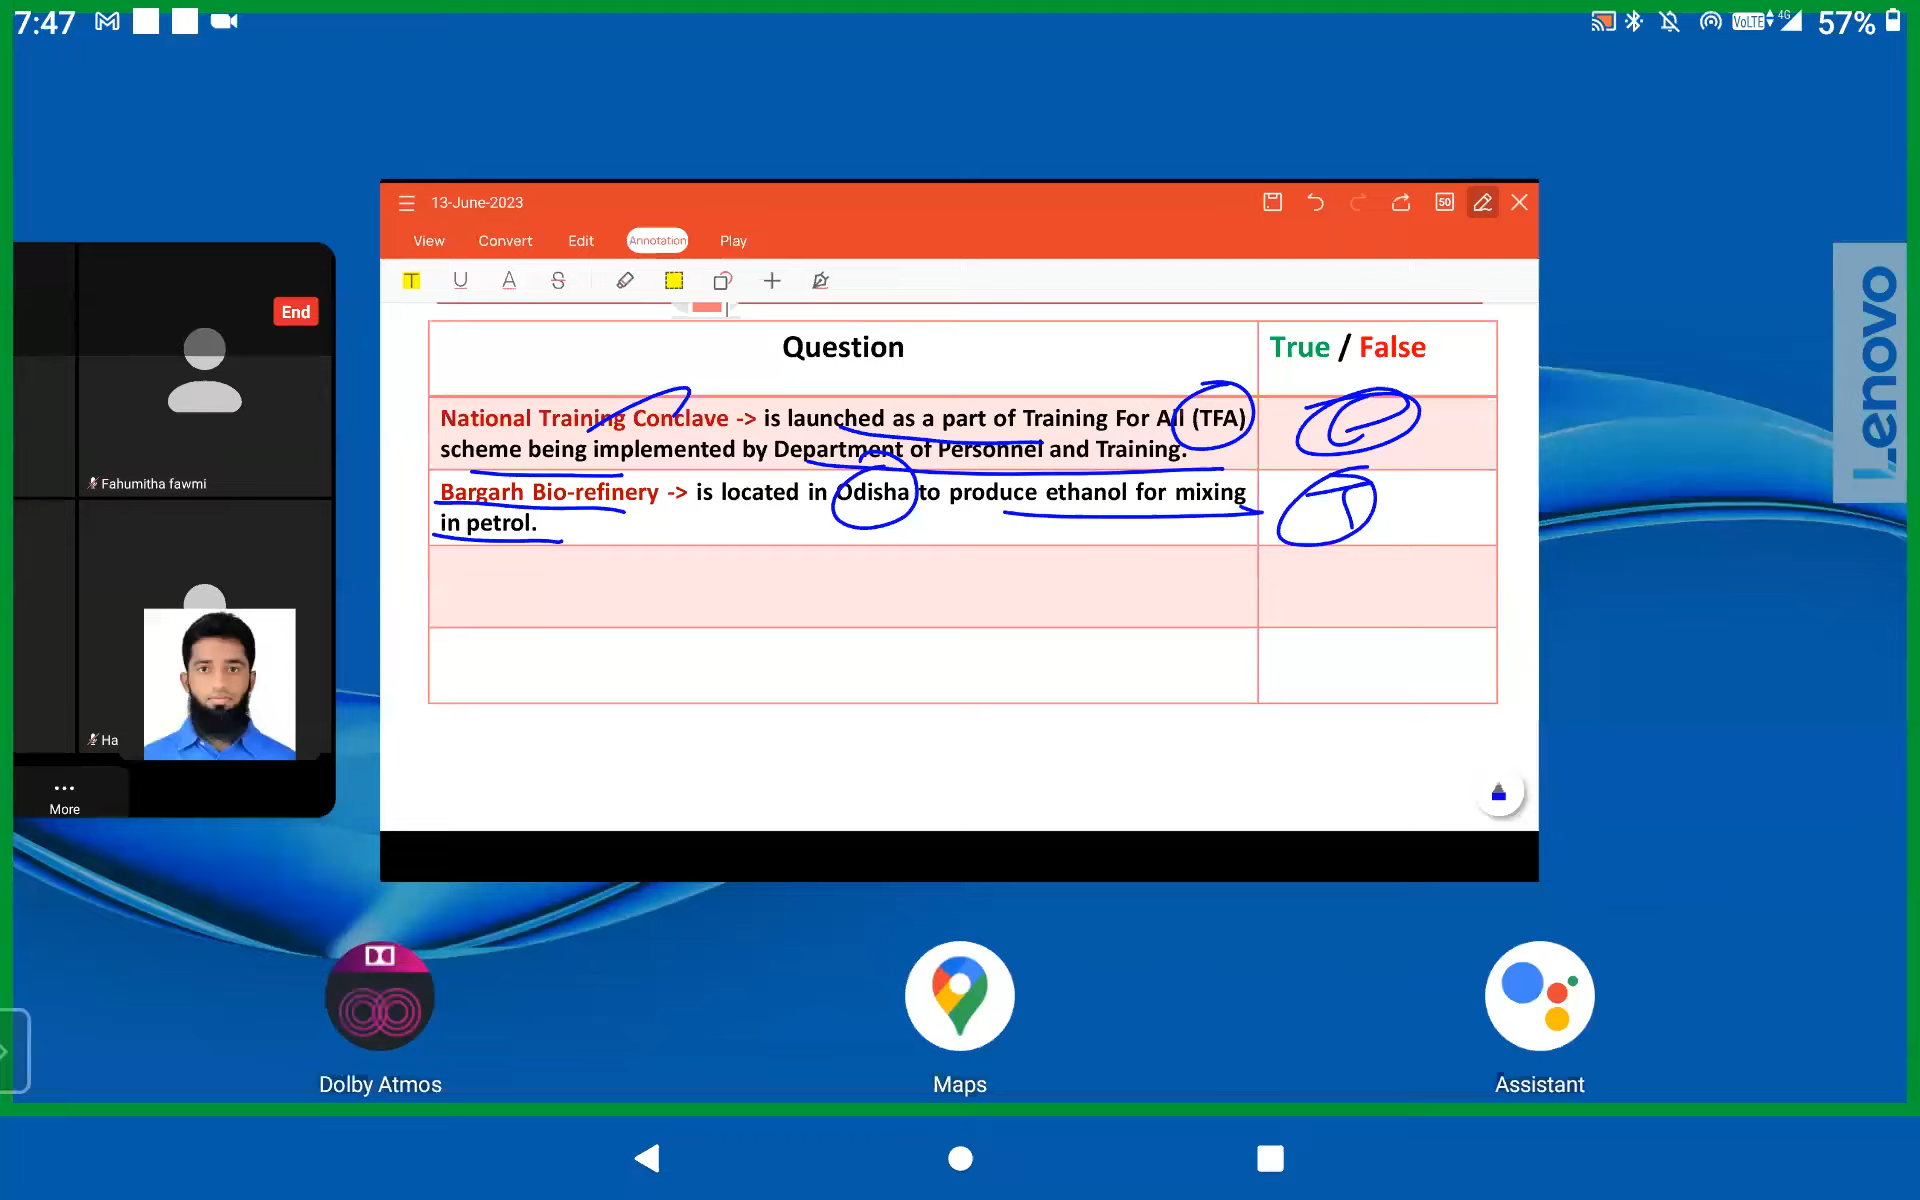 7:47
VoLTE 4G 57%
13-June-2023
50
View Convert Edit Annotation Play
T U A S
End
Question
True / False
National Training Conclave -> is launched as a part of Training For All (TFA)
scheme being implemented by Department of Personnel and Training.
Bargarh Bio-refinery -> is located in Odisha to produce ethanol for mixing
in petrol.
T
Fahumitha fawmi
Ha
More
Lenovo
Dolby Atmos
Maps
Assistant